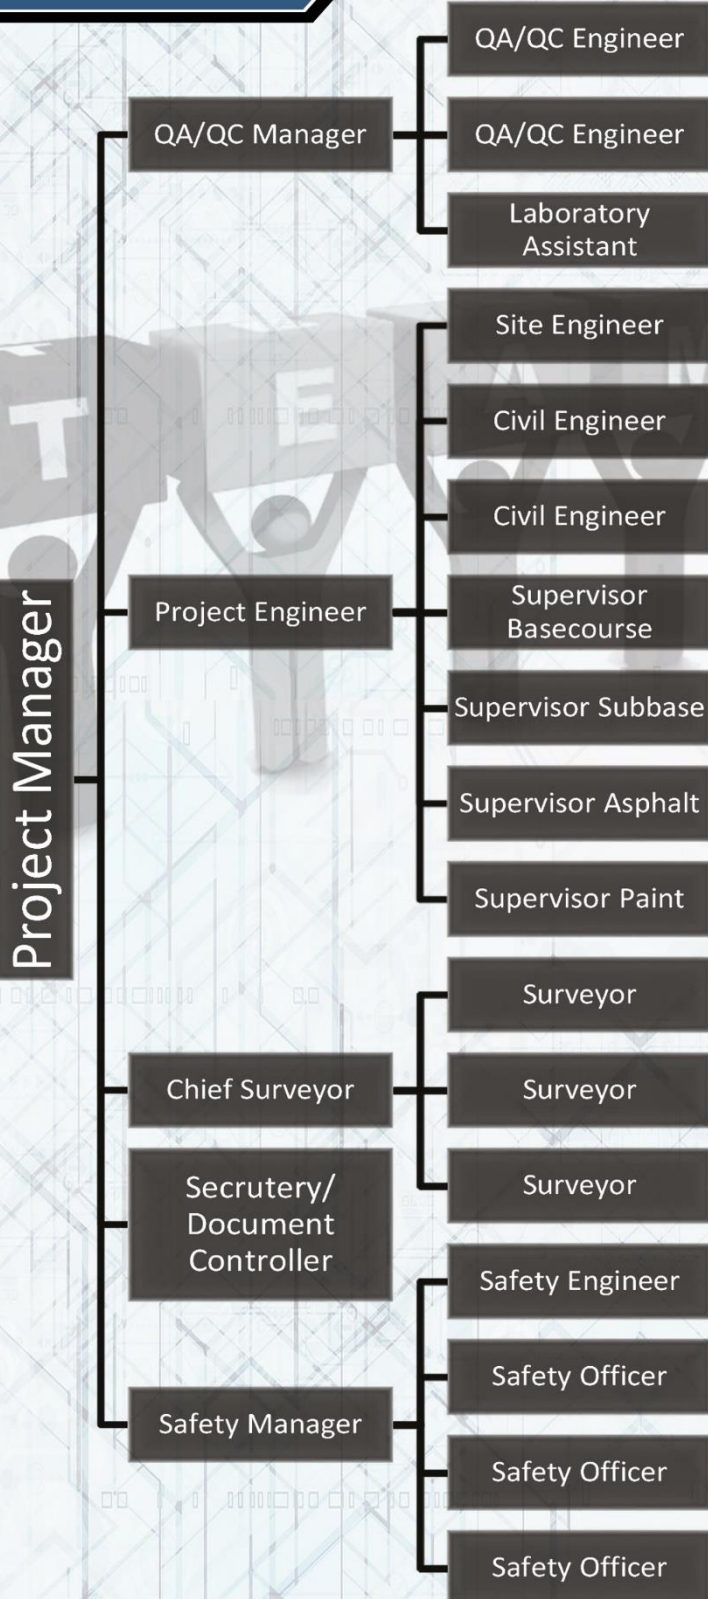 QA/QC Engineer
QA/QC Manager
QA/QC Engineer
Laboratory
Assistant
Site Engineer
T E A M
Civil Engineer
Civil Engineer
Project Manager
Project Engineer
Supervisor
Basecourse
Supervisor Subbase
Supervisor Asphalt
Supervisor Paint
Surveyor
Chief Surveyor
Surveyor
Surveyor
Secrutery/
Document
Controller
Safety Engineer
Safety Officer
Safety Manager
Safety Officer
Safety Officer